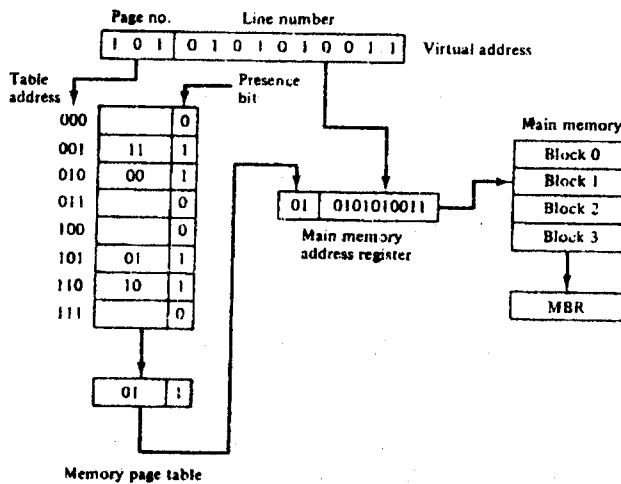 Page no. Line number
1 0 1 0 1 0 1 0 1 0 0 1 1 Virtual address
Table address
Presence bit
000 0
001 11 1
010 00 1
011 0
100 0
101 01 1
110 10 1
111 0
01 1
Memory page table
01 0101010011
Main memory address register
Main memory
Block 0
Block 1
Block 2
Block 3
MBR